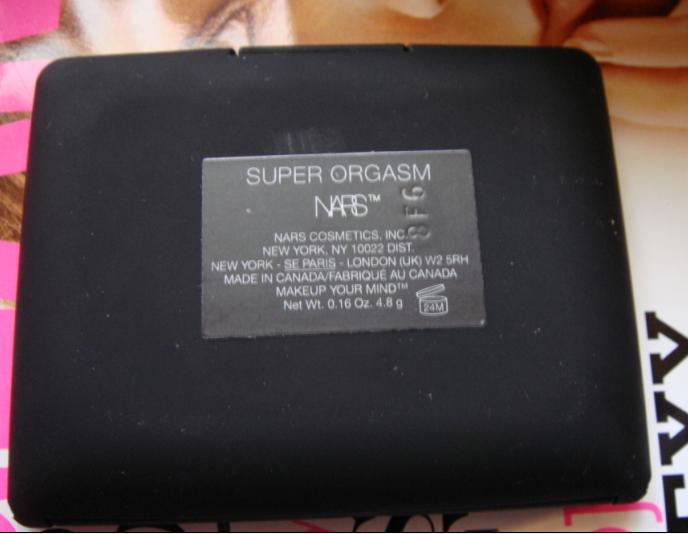 SUPER ORGASM
NARS™
8F6
NARS COSMETICS, INC.
NEW YORK, NY 10022 DIST.
NEW YORK - SE PARIS - LONDON (UK) W2 5RH
MADE IN CANADA/FABRIQUÉ AU CANADA
MAKEUP YOUR MIND™
Net Wt. 0.16 Oz. 4.8 g
24M